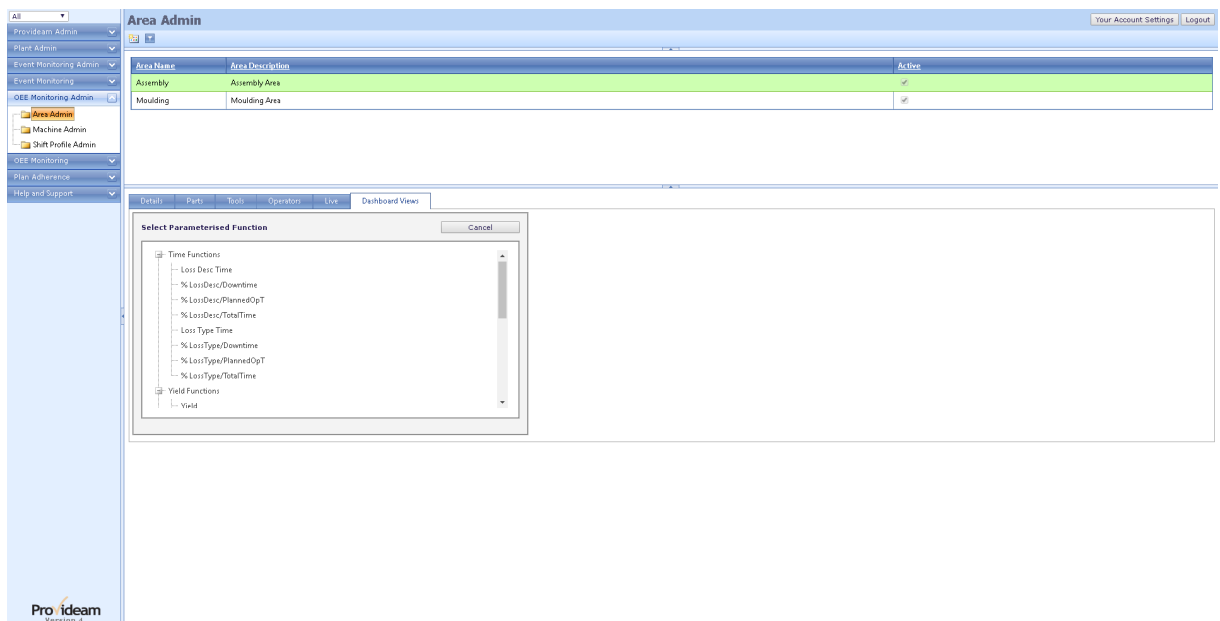 All
Area Admin
Your Account Settings
Logout
Provideam Admin
Plant Admin
Event Monitoring Admin
Event Monitoring
OEE Monitoring Admin
Area Admin
Machine Admin
Shift Profile Admin
OEE Monitoring
Plan Adherence
Help and Support
Area Name Area Description Active
Assembly Assembly Area
Moulding Moulding Area
Details Parts Tools Operators Live Dashboard Views
Select Parameterised Function Cancel
Time Functions
Loss Desc Time
% LossDesc/Downtime
% LossDesc/PlannedOpT
% LossDesc/TotalTime
Loss Type Time
% LossType/Downtime
% LossType/PlannedOpT
% LossType/TotalTime
Yield Functions
Yield
Provideam
Version 4